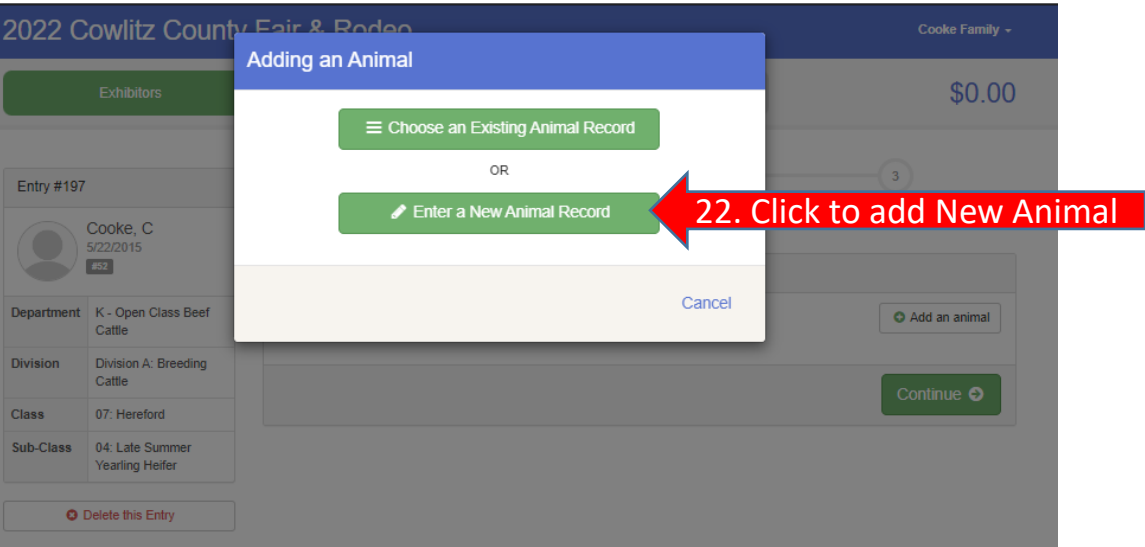 2022 Cowlitz County Fair & Rodeo
Cooke Family
Adding an Animal
Exhibitors
$0.00
Choose an Existing Animal Record
OR
Enter a New Animal Record
22. Click to add New Animal
3
Entry #197
Cooke, C
5/22/2015
#52
Cancel
Department K - Open Class Beef
Cattle
Add an animal
Division Division A: Breeding
Cattle
Continue
Class 07: Hereford
Sub-Class 04: Late Summer
Yearling Heifer
Delete this Entry